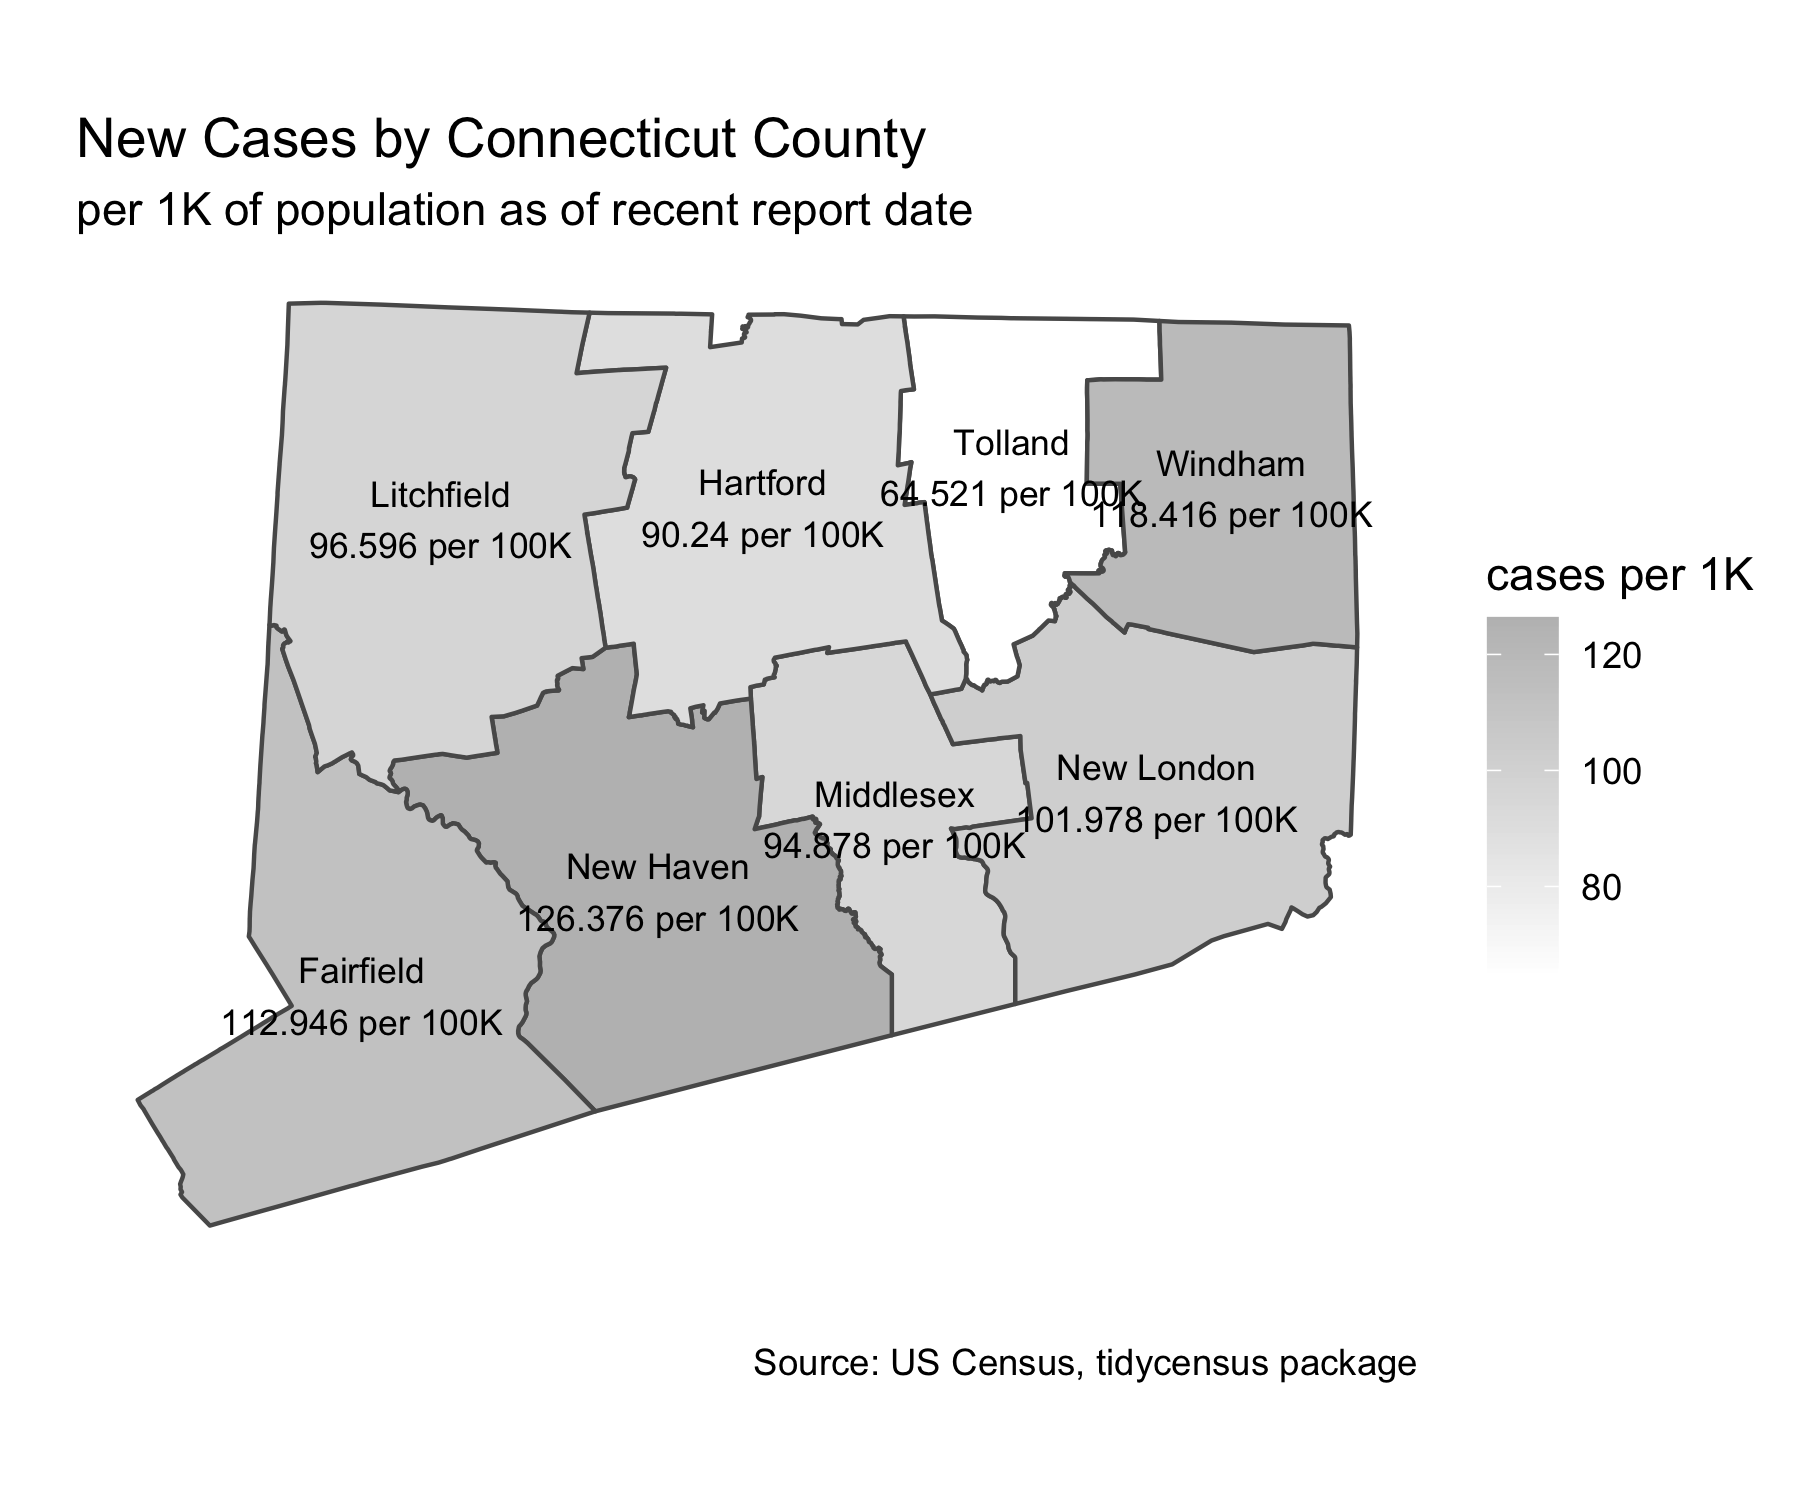 New Cases by Connecticut County
per 1K of population as of recent report date
Tolland
64.521 per 100K
Windham
118.416 per 100K
Hartford
90.24 per 100K
Litchfield
96.596 per 100K
New London
101.978 per 100K
Middlesex
94.878 per 100K
New Haven
126.376 per 100K
Fairfield
112.946 per 100K
cases per 1K
120
100
80
Source: US Census, tidycensus package